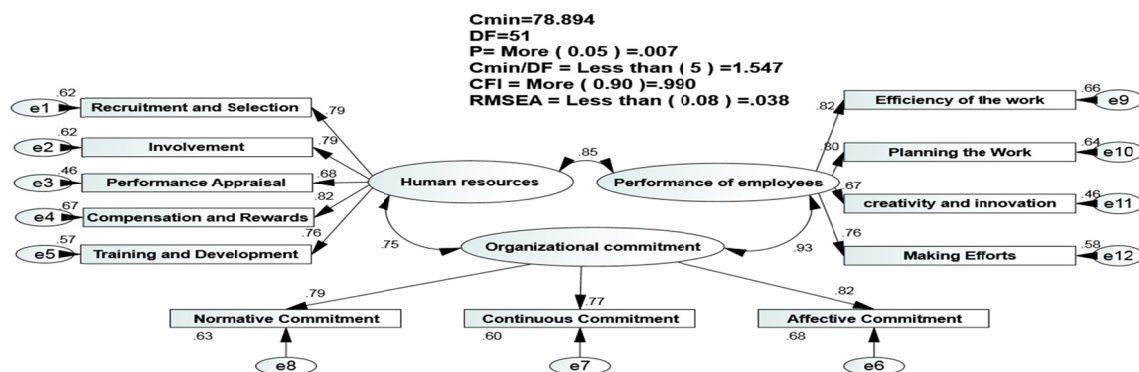 Cmin=78.894
DF=51
P= More ( 0.05 ) =.007
Cmin/DF = Less than ( 5 ) =1.547
CFI = More ( 0.90 ) =.990
RMSEA = Less than ( 0.08 ) =.038
e1
.62
Recruitment and Selection
.79
e2
.62
Involvement
.79
e3
.46
Performance Appraisal
.68
e4
.67
Compensation and Rewards
.82
e5
.57
Training and Development
.76
Human resources
.85
Performance of employees
.82
Efficiency of the work
.66
e9
.80
Planning the Work
.64
e10
.67
creativity and innovation
.46
e11
.76
Making Efforts
.58
e12
.75
Organizational commitment
.93
.79
.77
.82
Normative Commitment
Continuous Commitment
Affective Commitment
.63
.60
.68
e8
e7
e6